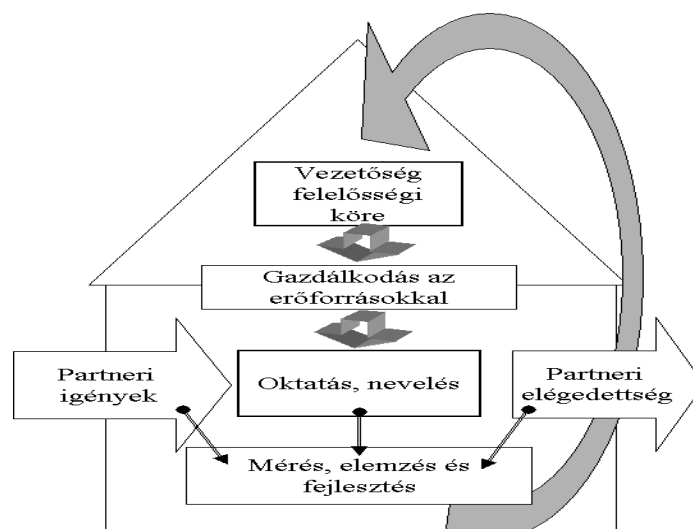 Vezetőség
felelősségi
köre
Gazdálkodás az
erőforrásokkal
Partneri
igények
Oktatás, nevelés
Partneri
elégedettség
Mérés, elemzés és
fejlesztés